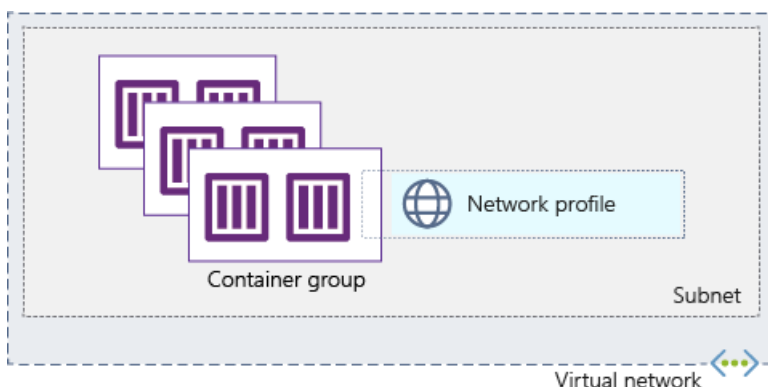 Network profile
Container group
Subnet
Virtual network